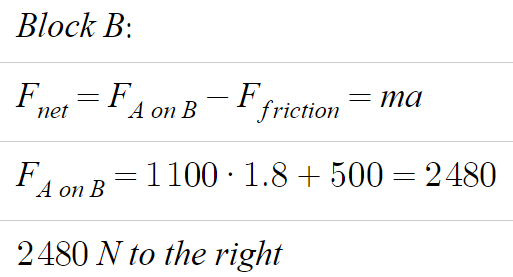 Block B:
F_net = F_A on B − F_friction = ma
F_A on B = 1100 · 1.8 + 500 = 2480
2480 N to the right